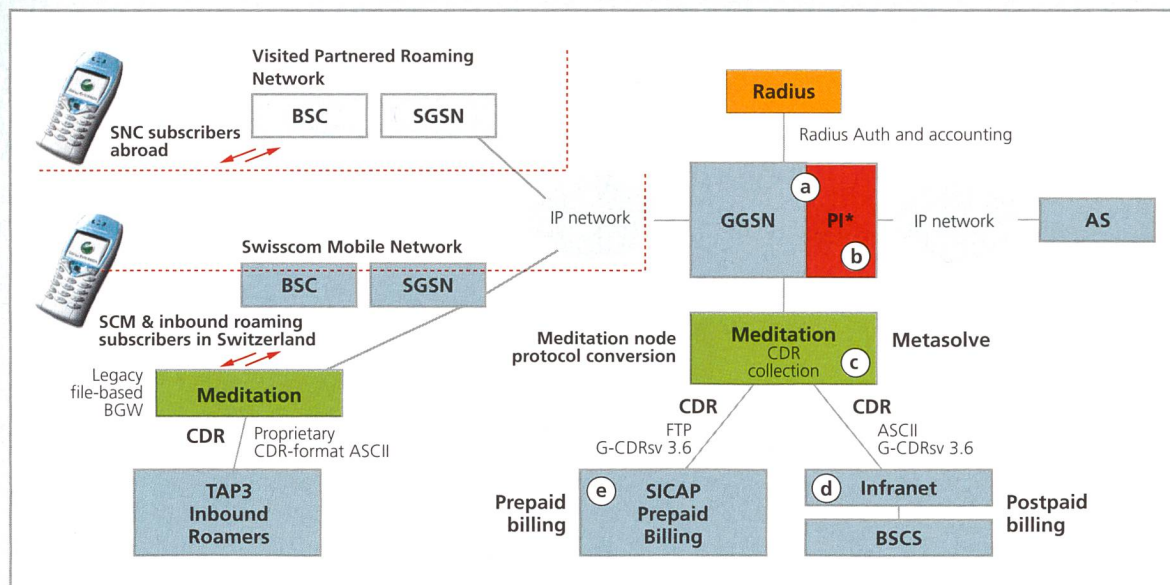 Visited Partnered Roaming
Network
BSC
SGSN
SNC subscribers
abroad
Radius
Radius Auth and accounting
IP network
GGSN
a
PI*
b
IP network
AS
Swisscom Mobile Network
BSC
SGSN
SCM & inbound roaming
subscribers in Switzerland
Legacy
file-based
BGW
Meditation
CDR
Proprietary
CDR-format ASCII
TAP3
Inbound
Roamers
Meditation node
protocol conversion
Meditation
CDR
collection
c
Metasolve
CDR
FTP
G-CDRsv 3.6
CDR
ASCII
G-CDRsv 3.6
Prepaid
billing
e
SICAP
Prepaid
Billing
d
Infranet
BSCS
Postpaid
billing